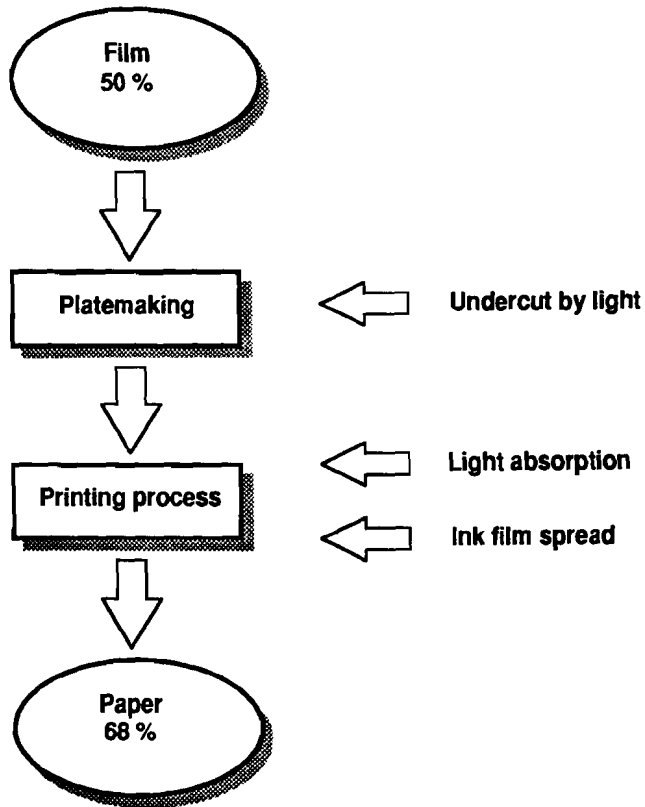 Film
50 %
Platemaking
Undercut by light
Printing process
Light absorption
Ink film spread
Paper
68 %